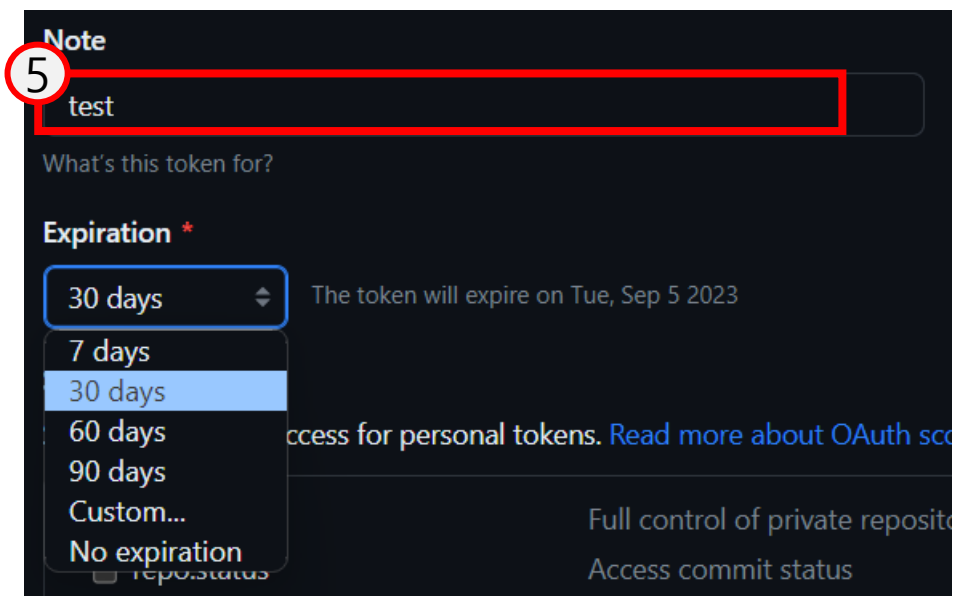 Note
5
test
What's this token for?
Expiration *
30 days The token will expire on Tue, Sep 5 2023
7 days
30 days
60 days
ccess for personal tokens. Read more about OAuth sco
90 days
Custom...
Full control of private reposito
No expiration
repo:status Access commit status